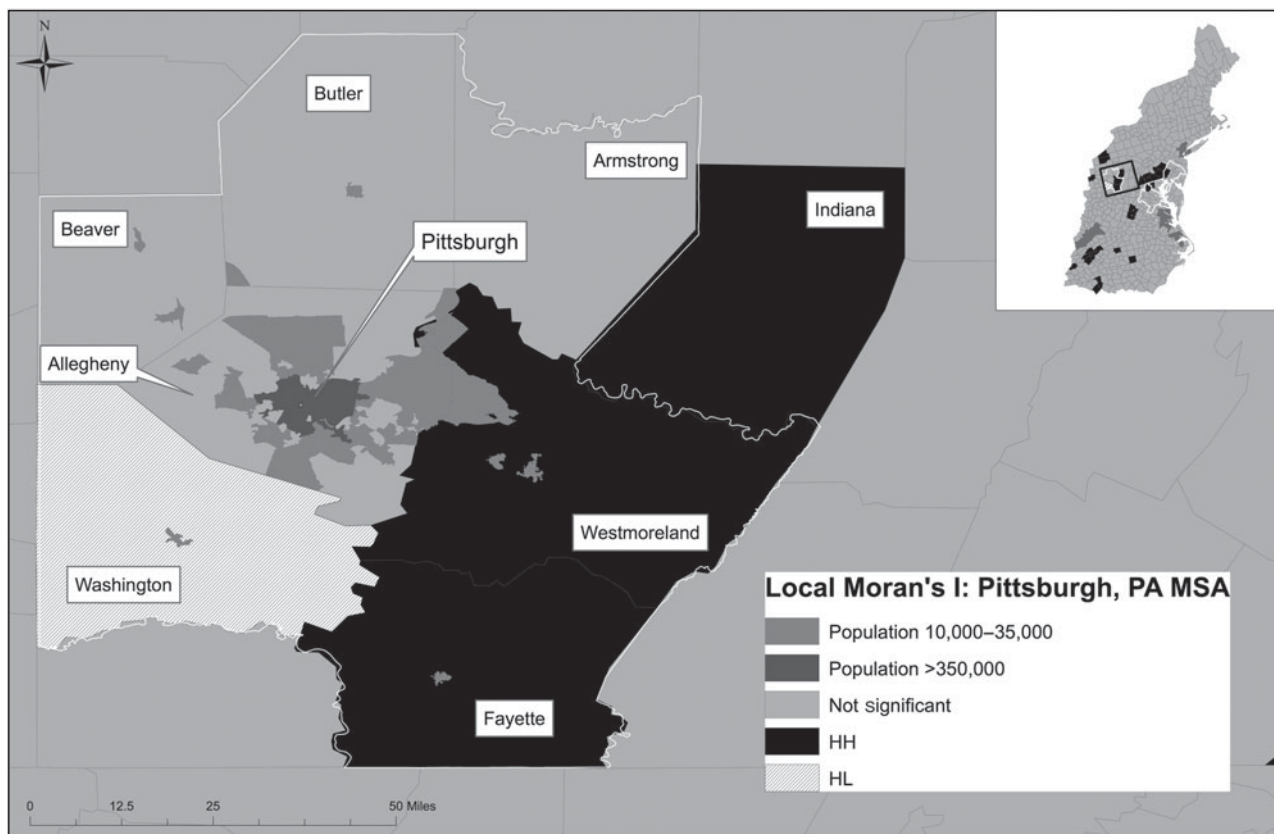 N
Butler
Armstrong
Indiana
Beaver
Pittsburgh
Allegheny
Westmoreland
Washington
Fayette
Local Moran's I: Pittsburgh, PA MSA
Population 10,000–35,000
Population >350,000
Not significant
HH
HL
0 12.5 25 50 Miles